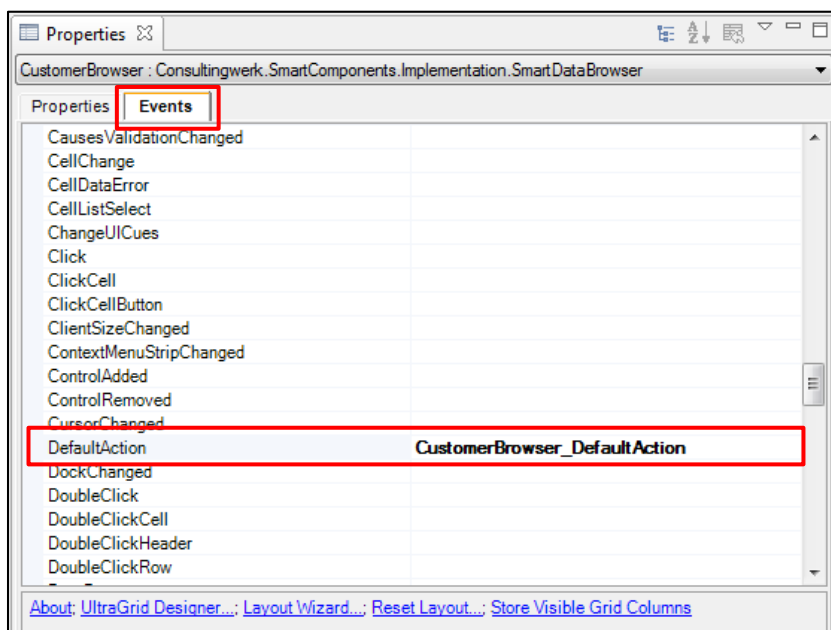 Properties
CustomerBrowser : Consultingwerk.SmartComponents.Implementation.SmartDataBrowser
Properties Events
CausesValidationChanged
CellChange
CellDataError
CellListSelect
ChangeUICues
Click
ClickCell
ClickCellButton
ClientSizeChanged
ContextMenuStripChanged
ControlAdded
ControlRemoved
CursorChanged
DefaultAction CustomerBrowser_DefaultAction
DockChanged
DoubleClick
DoubleClickCell
DoubleClickHeader
DoubleClickRow
About; UltraGrid Designer...; Layout Wizard...; Reset Layout...; Store Visible Grid Columns